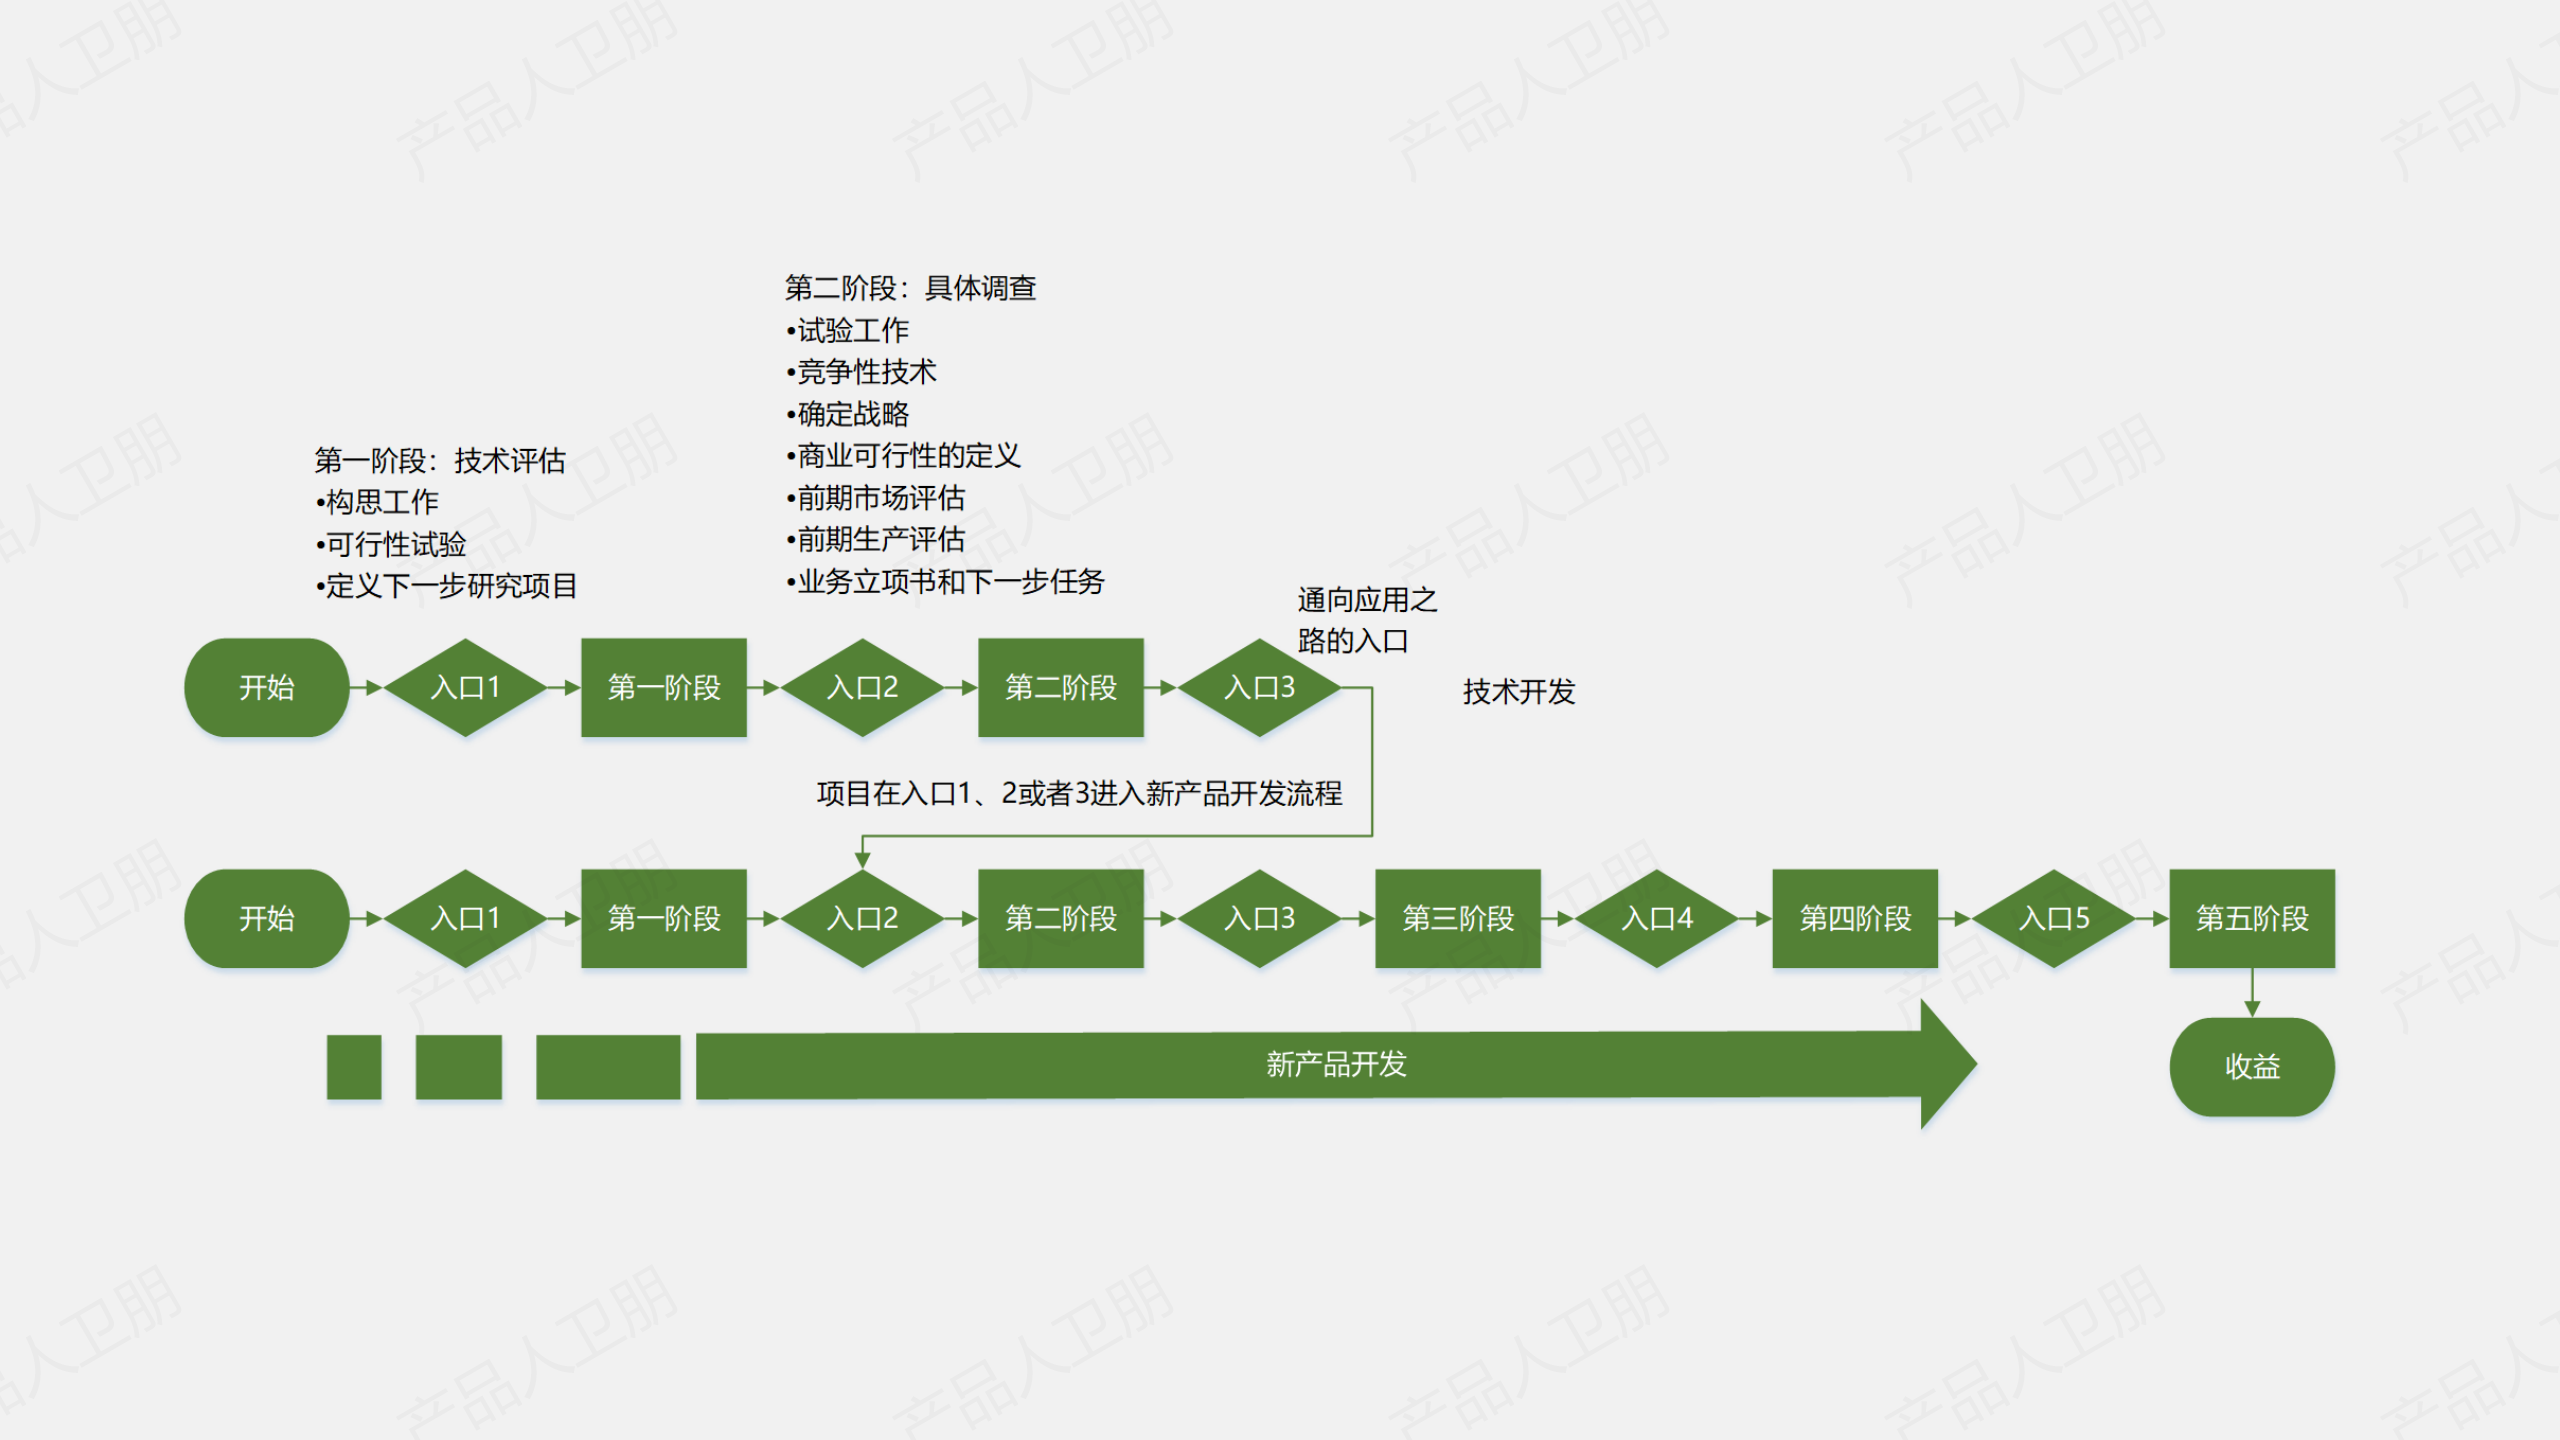 第二阶段：具体调查
•试验工作
•竞争性技术
•确定战略
•商业可行性的定义
•前期市场评估
•前期生产评估
•业务立项书和下一步任务
第一阶段：技术评估
•构思工作
•可行性试验
•定义下一步研究项目
通向应用之
路的入口
开始
入口1
第一阶段
入口2
第二阶段
入口3
技术开发
项目在入口1、2或者3进入新产品开发流程
开始
入口1
第一阶段
入口2
第二阶段
入口3
第三阶段
入口4
第四阶段
入口5
第五阶段
新产品开发
收益
产品人卫朋